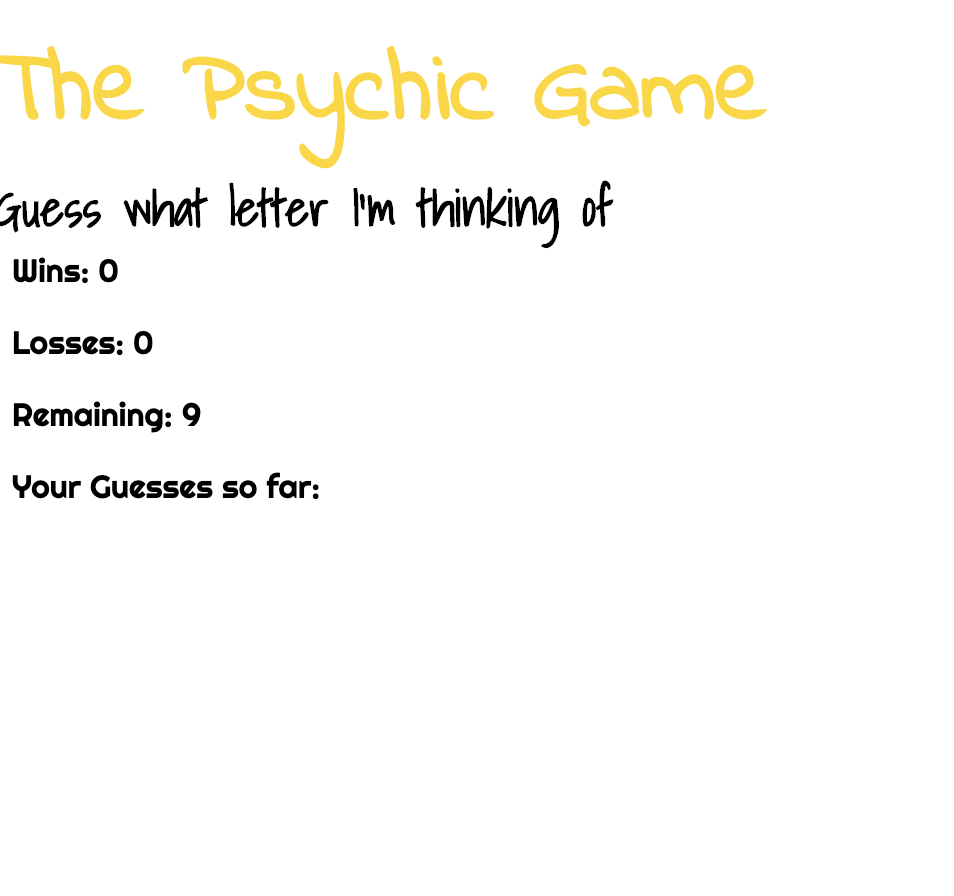 The Psychic Game
Guess what letter I'm thinking of
Wins: 0
Losses: 0
Remaining: 9
Your Guesses so far: